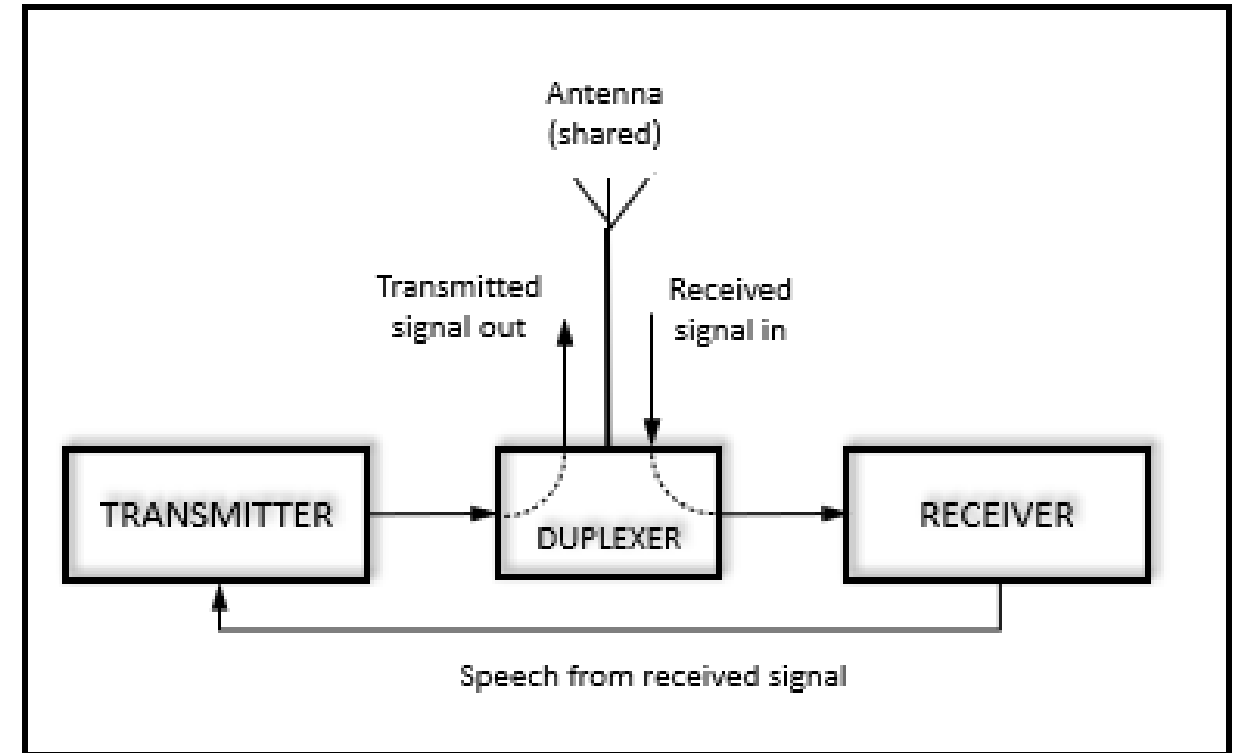 Antenna
(shared)
Transmitted
signal out
Received
signal in
TRANSMITTER
DUPLEXER
RECEIVER
Speech from received signal